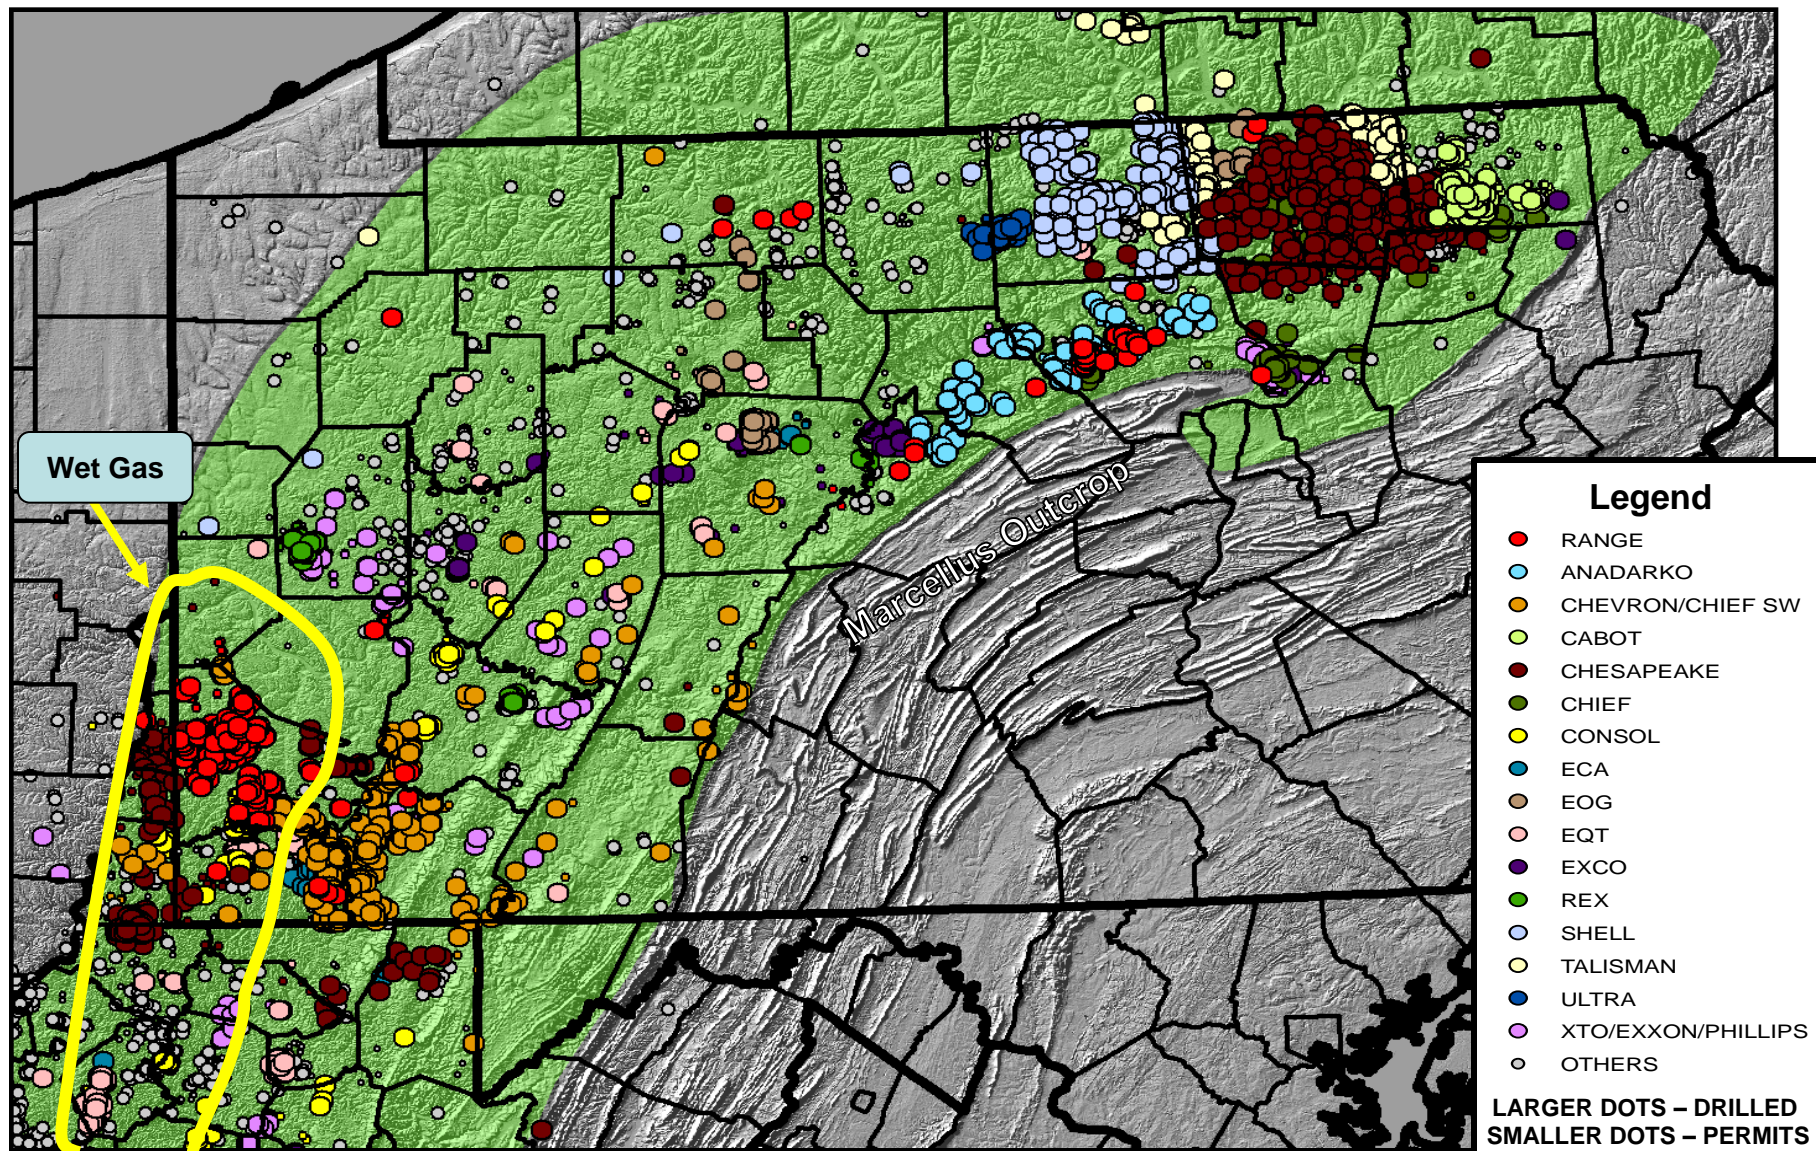 Wet Gas
Marcellus Outcrop
Legend
RANGE
ANADARKO
CHEVRON/CHIEF SW
CABOT
CHESAPEAKE
CHIEF
CONSOL
ECA
EOG
EQT
EXCO
REX
SHELL
TALISMAN
ULTRA
XTO/EXXON/PHILLIPS
OTHERS
LARGER DOTS – DRILLED
SMALLER DOTS – PERMITS